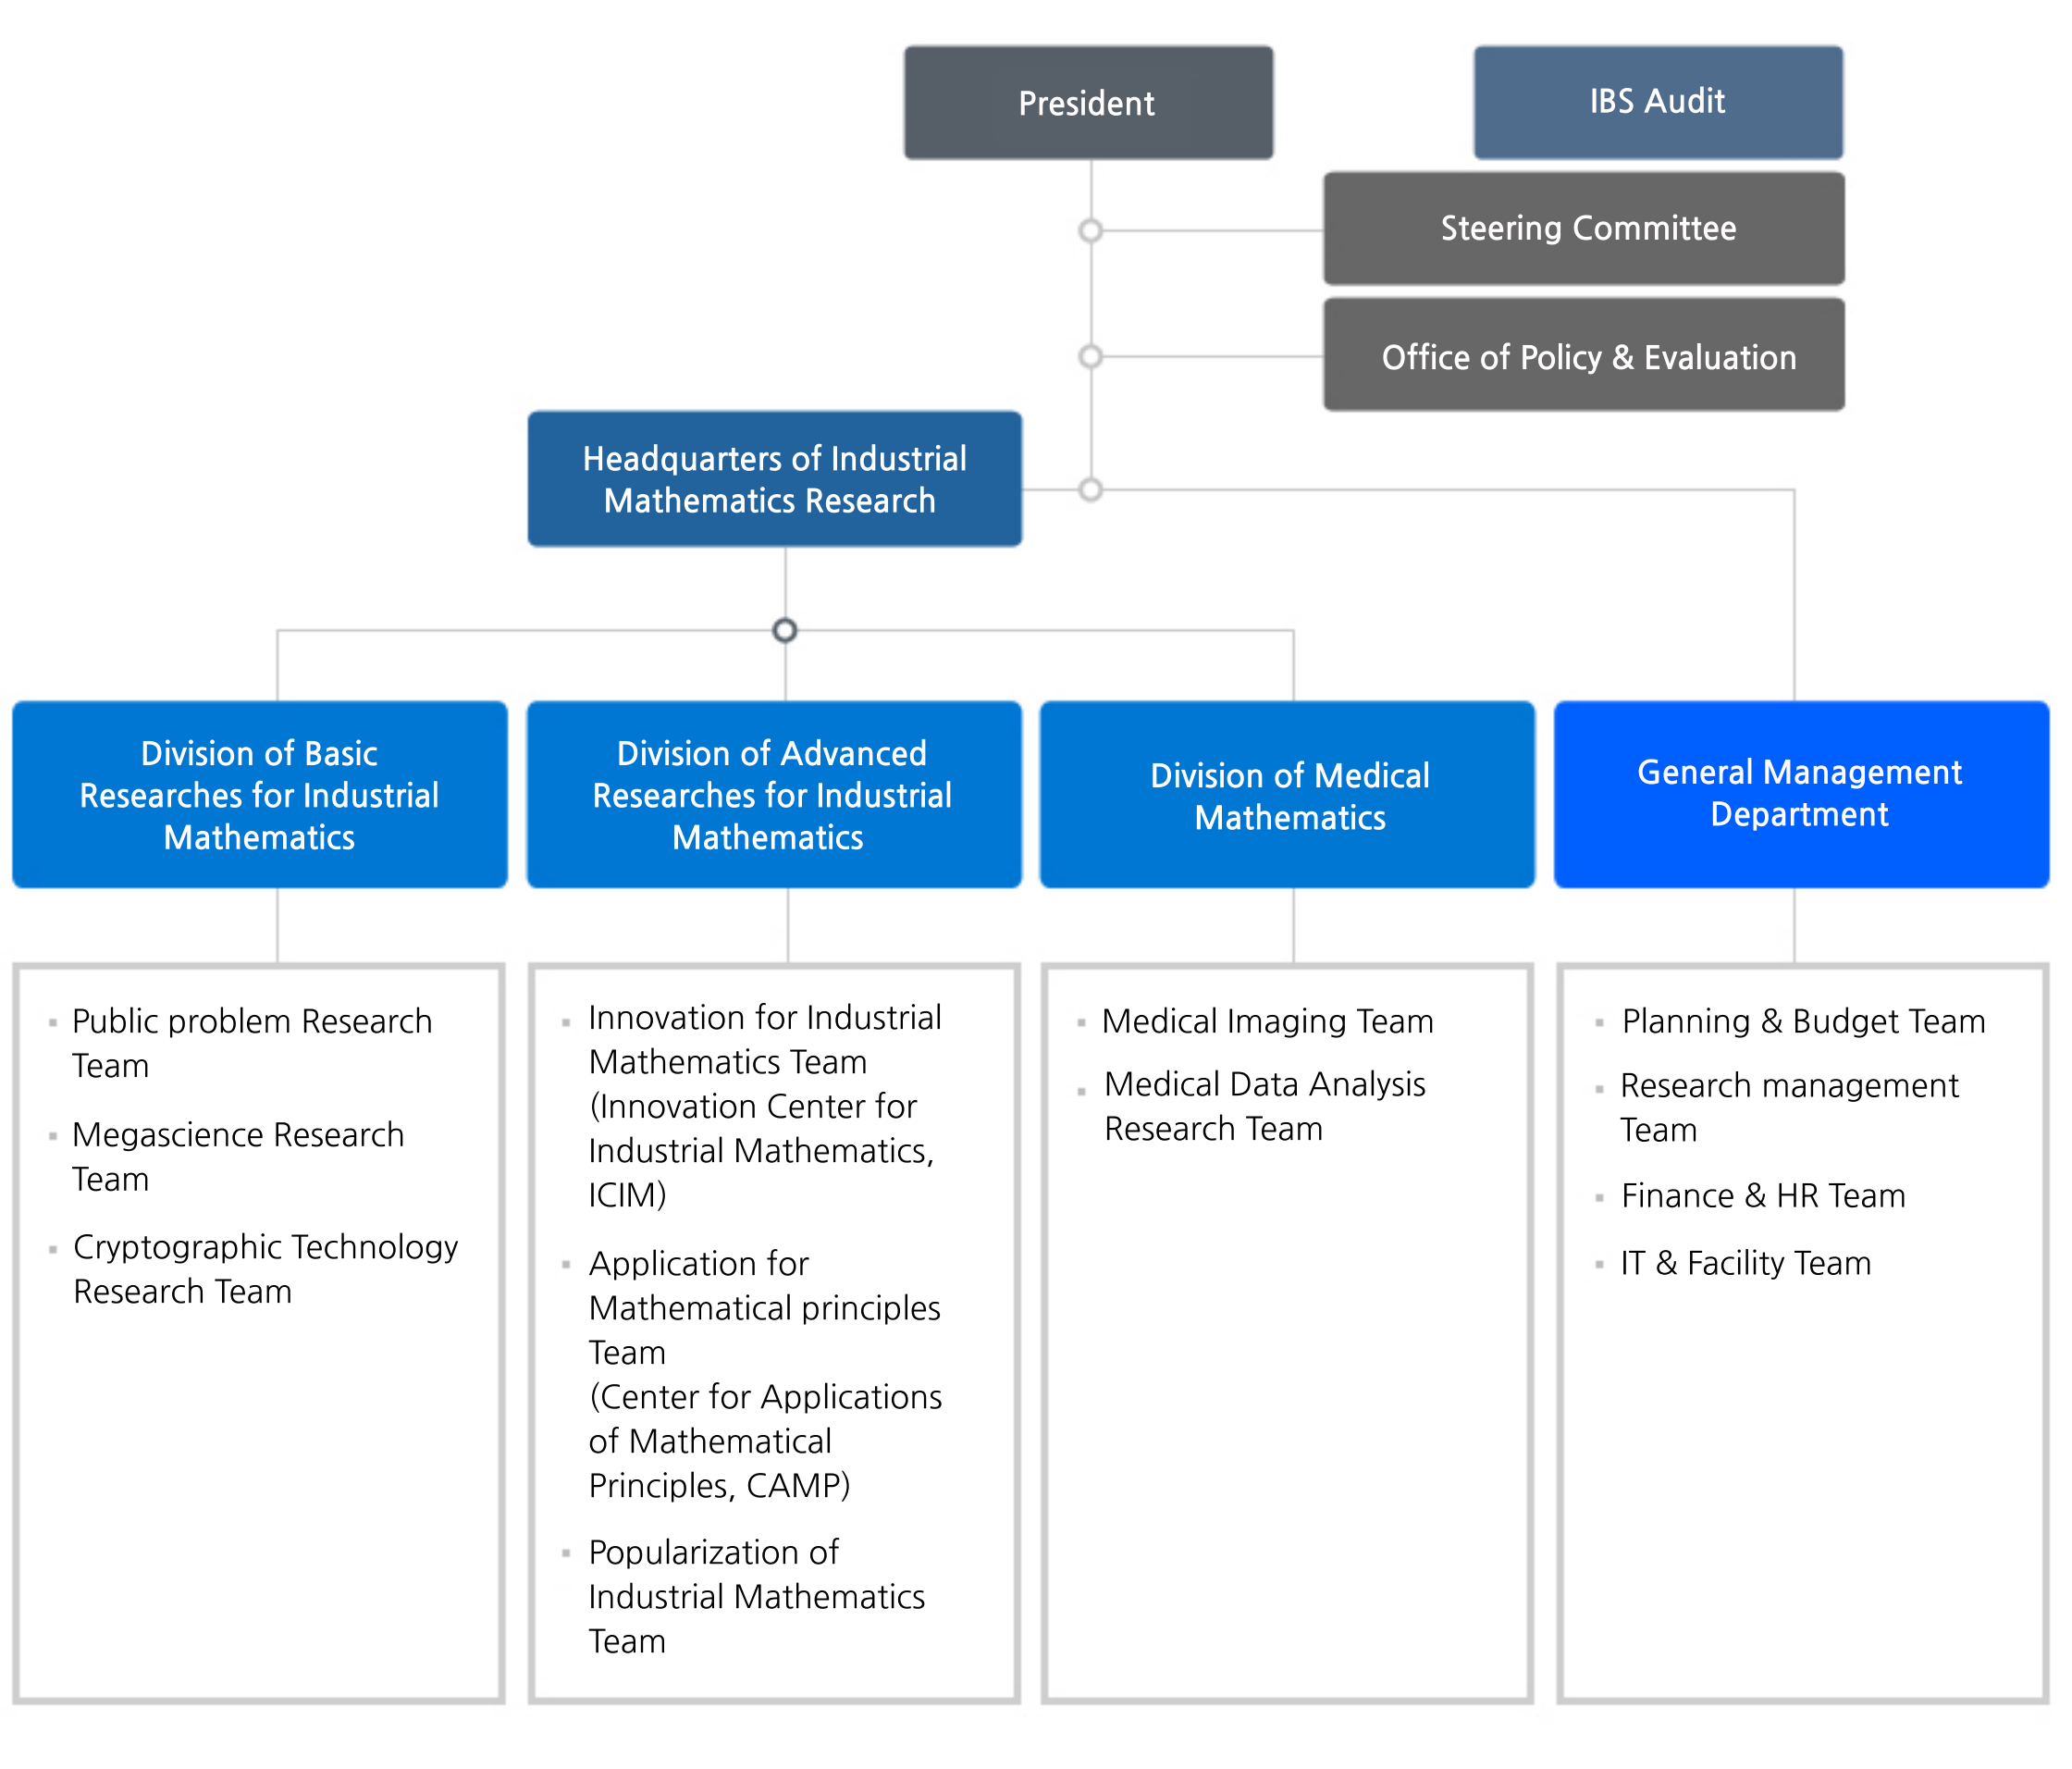 President
IBS Audit
Steering Committee
Office of Policy & Evaluation
Headquarters of Industrial
Mathematics Research
Division of Basic
Researches for Industrial
Mathematics
Division of Advanced
Researches for Industrial
Mathematics
Division of Medical
Mathematics
General Management
Department
Public problem Research
Team
Megascience Research
Team
Cryptographic Technology
Research Team
Innovation for Industrial
Mathematics Team
(Innovation Center for
Industrial Mathematics,
ICIM)
Application for
Mathematical principles
Team
(Center for Applications
of Mathematical
Principles, CAMP)
Popularization of
Industrial Mathematics
Team
Medical Imaging Team
Medical Data Analysis
Research Team
Planning & Budget Team
Research management
Team
Finance & HR Team
IT & Facility Team